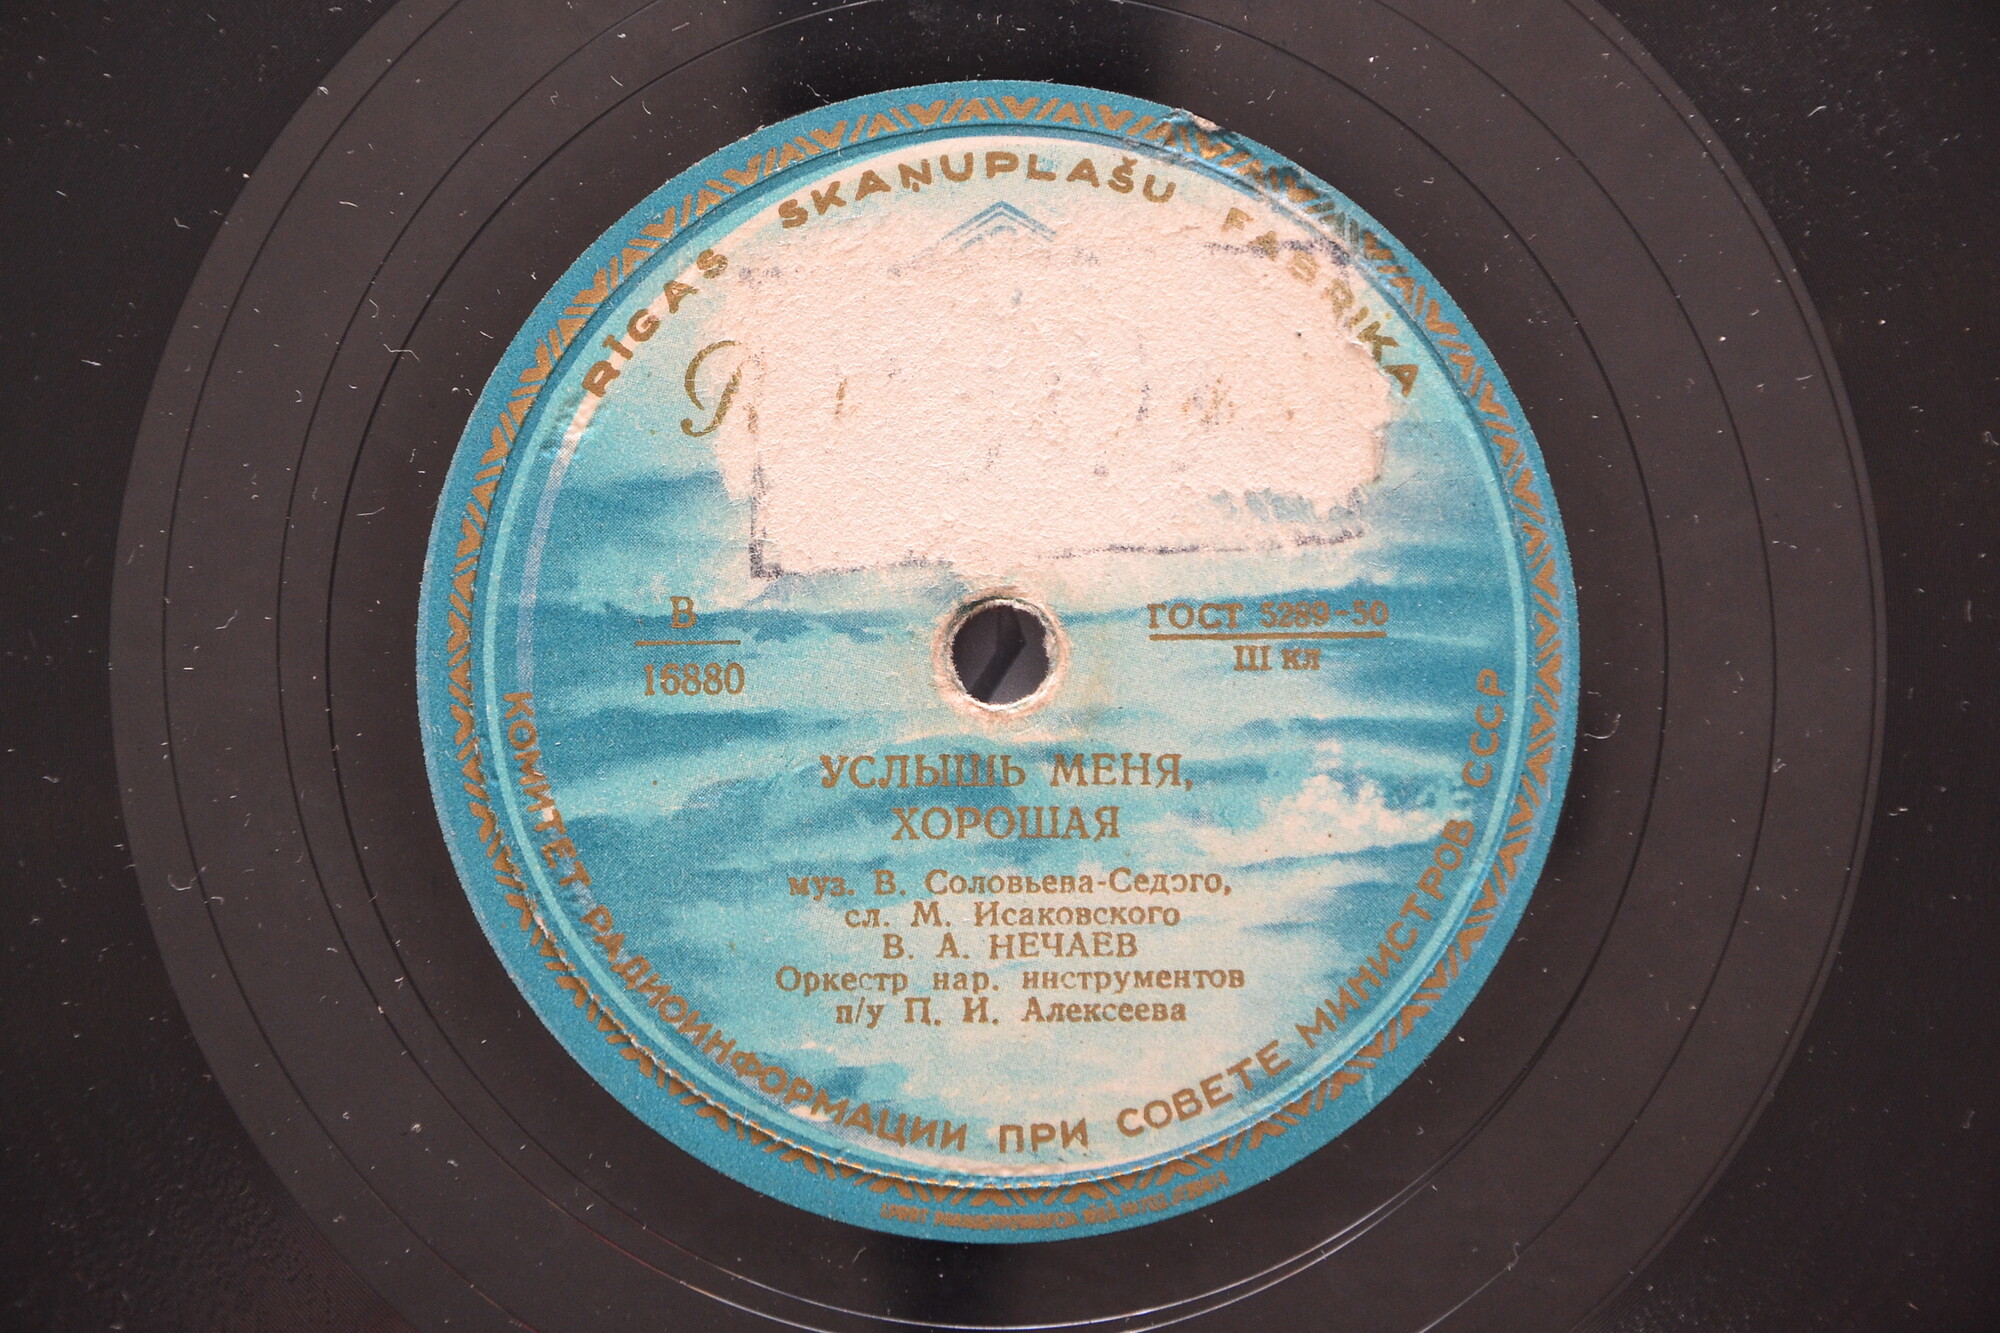 RĪGAS SKAŅUPLAŠU FABRIKA
В
16880
ГОСТ 5289-50
III кл
УСЛЫШЬ МЕНЯ,
ХОРОШАЯ
муз. В. Соловьева-Седого,
сл. М. Исаковского
В. А. НЕЧАЕВ
Оркестр нар. инструментов
п/у П. И. Алексеева
КОМИТЕТ РАДИОИНФОРМАЦИИ ПРИ СОВЕТЕ МИНИСТРОВ СССР